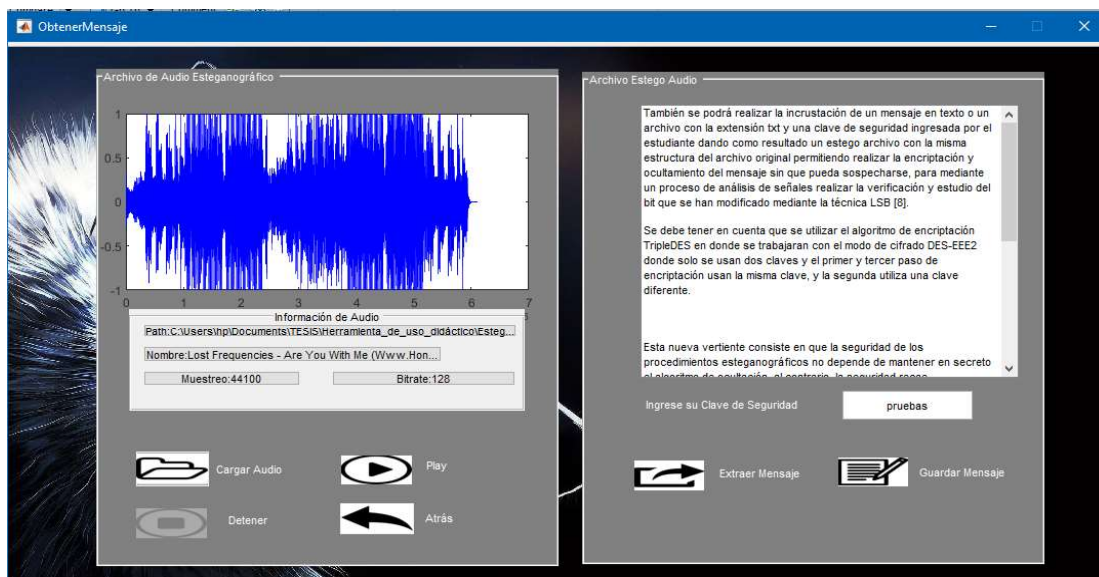 ObtenerMensaje
Archivo de Audio Esteganográfico
1
0.5
0
-0.5
-1
0 1 2 3 4 5 6 7
Información de Audio
Path:C:\Users\hp\Documents\TESIS\Herramienta_de_uso_didáctico\Esteg...
Nombre:Lost Frequencies - Are You With Me (Www.Hon...
Muestreo:44100 Bitrate:128
Cargar Audio
Play
Detener
Atrás
Archivo Estego Audio
También se podrá realizar la incrustación de un mensaje en texto o un
archivo con la extensión txt y una clave de seguridad ingresada por el
estudiante dando como resultado un estego archivo con la misma
estructura del archivo original permitiendo realizar la encriptación y
ocultamiento del mensaje sin que pueda sospecharse, para mediante
un proceso de análisis de señales realizar la verificación y estudio del
bit que se han modificado mediante la técnica LSB [8].
Se debe tener en cuenta que se utilizar el algoritmo de encriptación
TripleDES en donde se trabajaran con el modo de cifrado DES-EEE2
donde solo se usan dos claves y el primer y tercer paso de
encriptación usan la misma clave, y la segunda utiliza una clave
diferente.
Esta nueva vertiente consiste en que la seguridad de los
procedimientos esteganográficos no depende de mantener en secreto
el algoritmo de ocultación, al contrario, la seguridad recae
Ingrese su Clave de Seguridad
pruebas
Extraer Mensaje
Guardar Mensaje